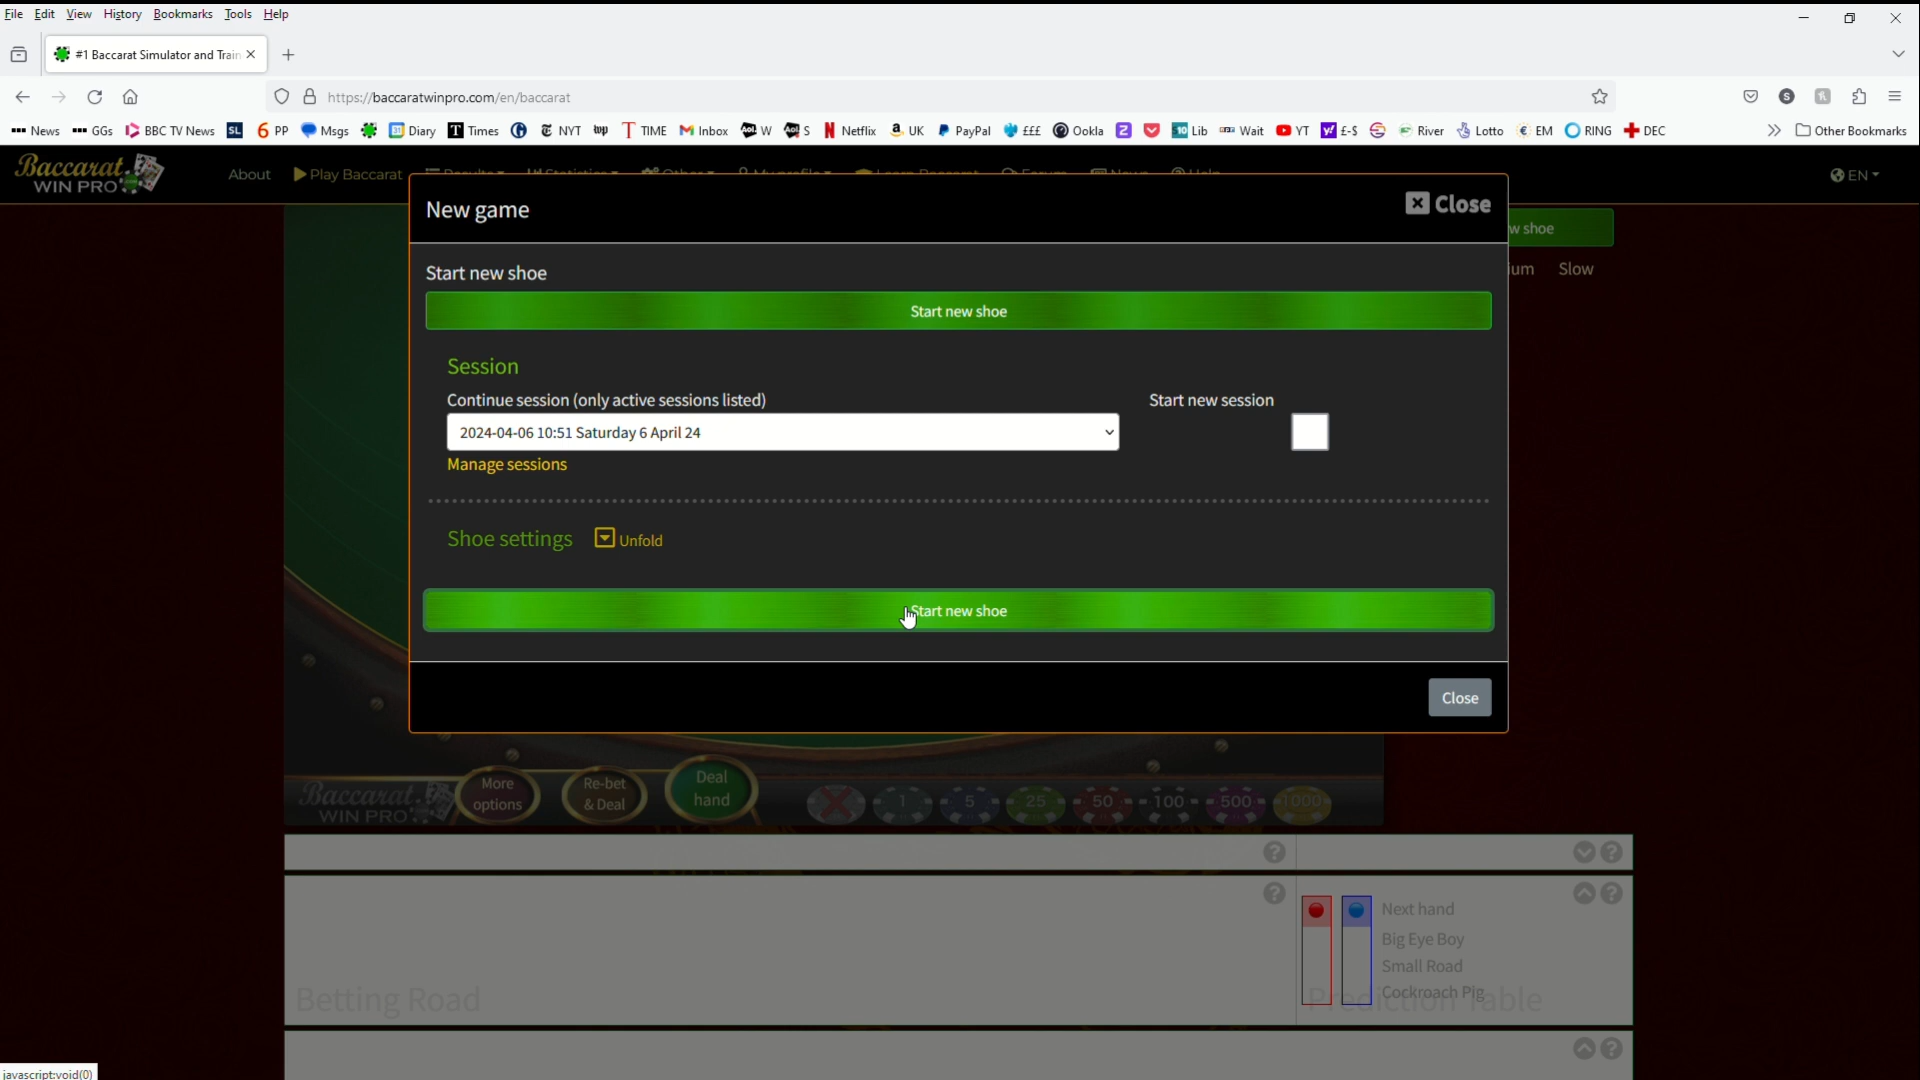 File Edit View History Bookmarks Tools Help
#1 Baccarat Simulator and Train
https://baccaratwinpro.com/en/baccarat
News GGs BBC TV News SL 6 PP Msgs Diary Times NYT wp TIME Inbox W S Netflix UK PayPal £££ Ookla Lib Wait YT £-$ River Lotto EM RING DEC Other Bookmarks
Baccarat
WIN PRO
About Play Baccarat EN
New game
Close
w shoe
Start new shoe
ium Slow
Start new shoe
Session
Continue session (only active sessions listed) Start new session
2024-04-06 10:51 Saturday 6 April 24
Manage sessions
Shoe settings Unfold
Start new shoe
Close
More
options
Re-bet
& Deal
Deal
hand
Baccarat
WIN PRO
1 5 25 50 100 500 1000
Next hand
Big Eye Boy
Small Road
Cockroach Pig
Betting Road
Prediction Table
javascript:void(0)